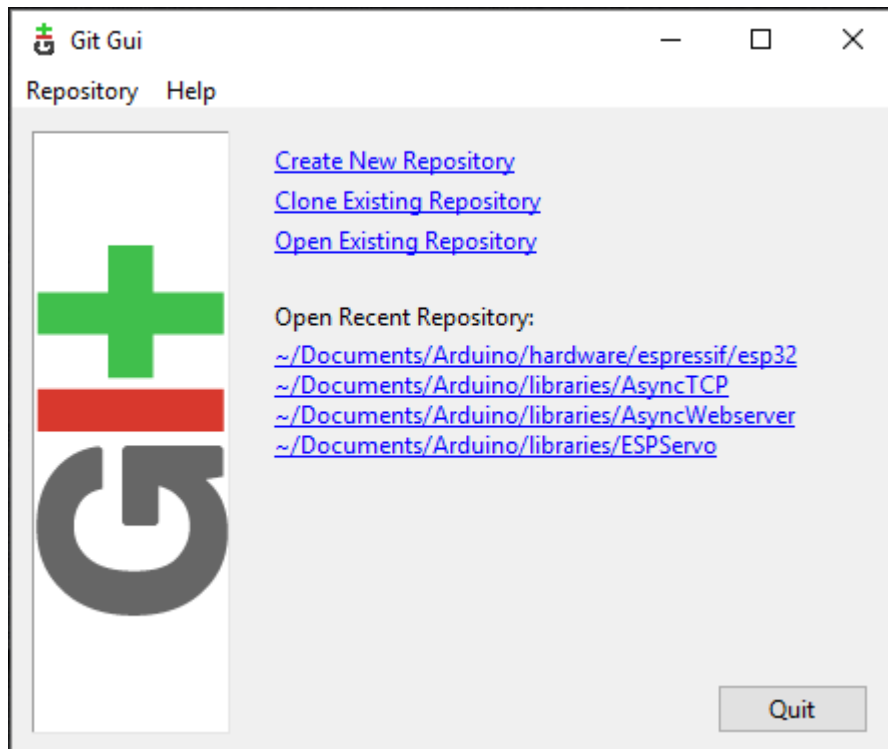 Git Gui
Repository Help
Create New Repository
Clone Existing Repository
Open Existing Repository
Open Recent Repository:
~/Documents/Arduino/hardware/espressif/esp32
~/Documents/Arduino/libraries/AsyncTCP
~/Documents/Arduino/libraries/AsyncWebserver
~/Documents/Arduino/libraries/ESPServo
Quit